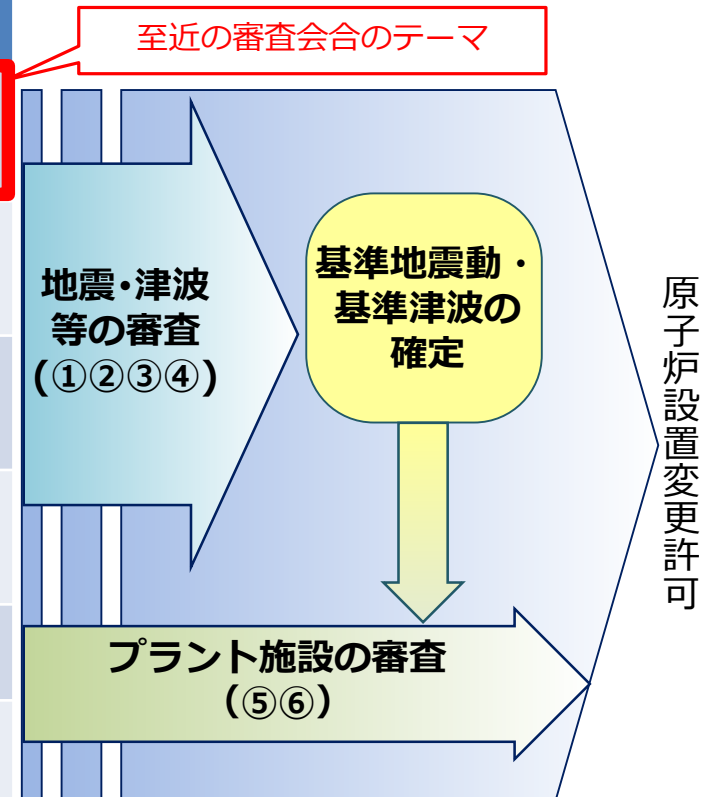 至近の審査会合のテーマ
地震・津波
等の審査
(①②③④)
基準地震動・
基準津波の
確定
原子炉設置変更許可
プラント施設の審査
(⑤⑥)